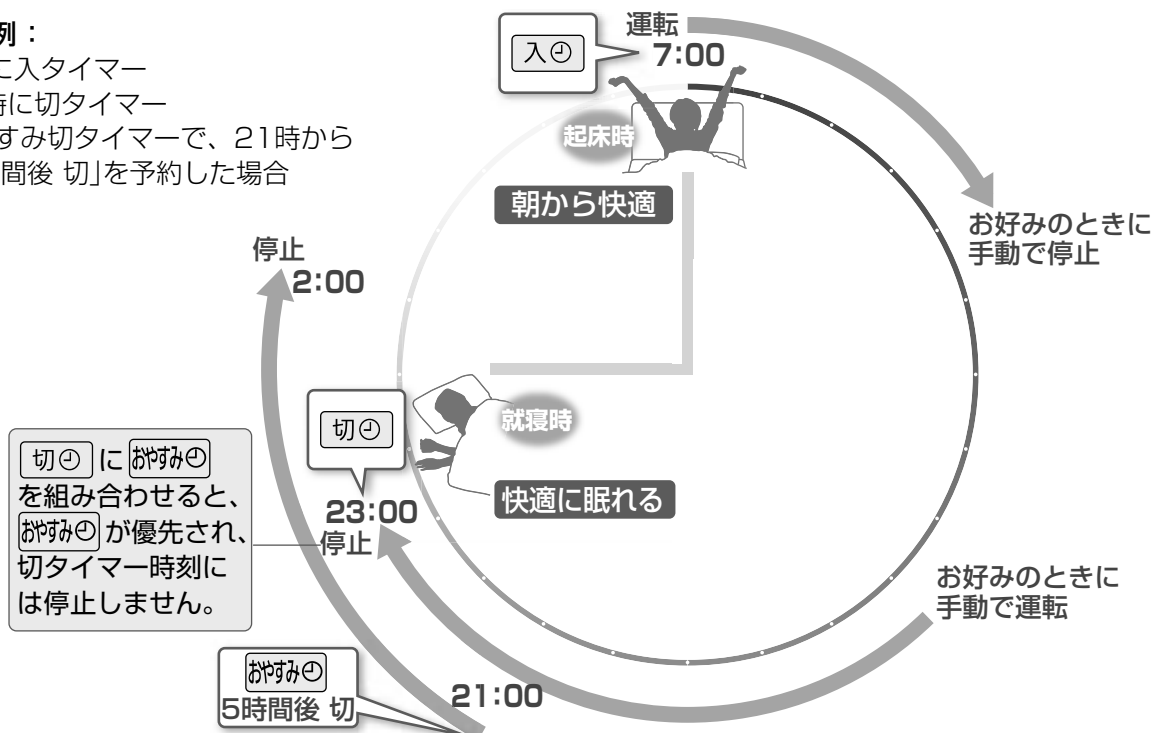 例：
に入タイマー
時に切タイマー
すみ切タイマーで、21時から
間後 切」を予約した場合
入
運転
7:00
起床時
朝から快適
お好みのときに
手動で停止
停止
2:00
切
就寝時
快適に眠れる
23:00
停止
切 に おやすみ
を組み合わせると、
おやすみ が優先され、
切タイマー時刻に
は停止しません。
お好みのときに
手動で運転
おやすみ
5時間後 切
21:00